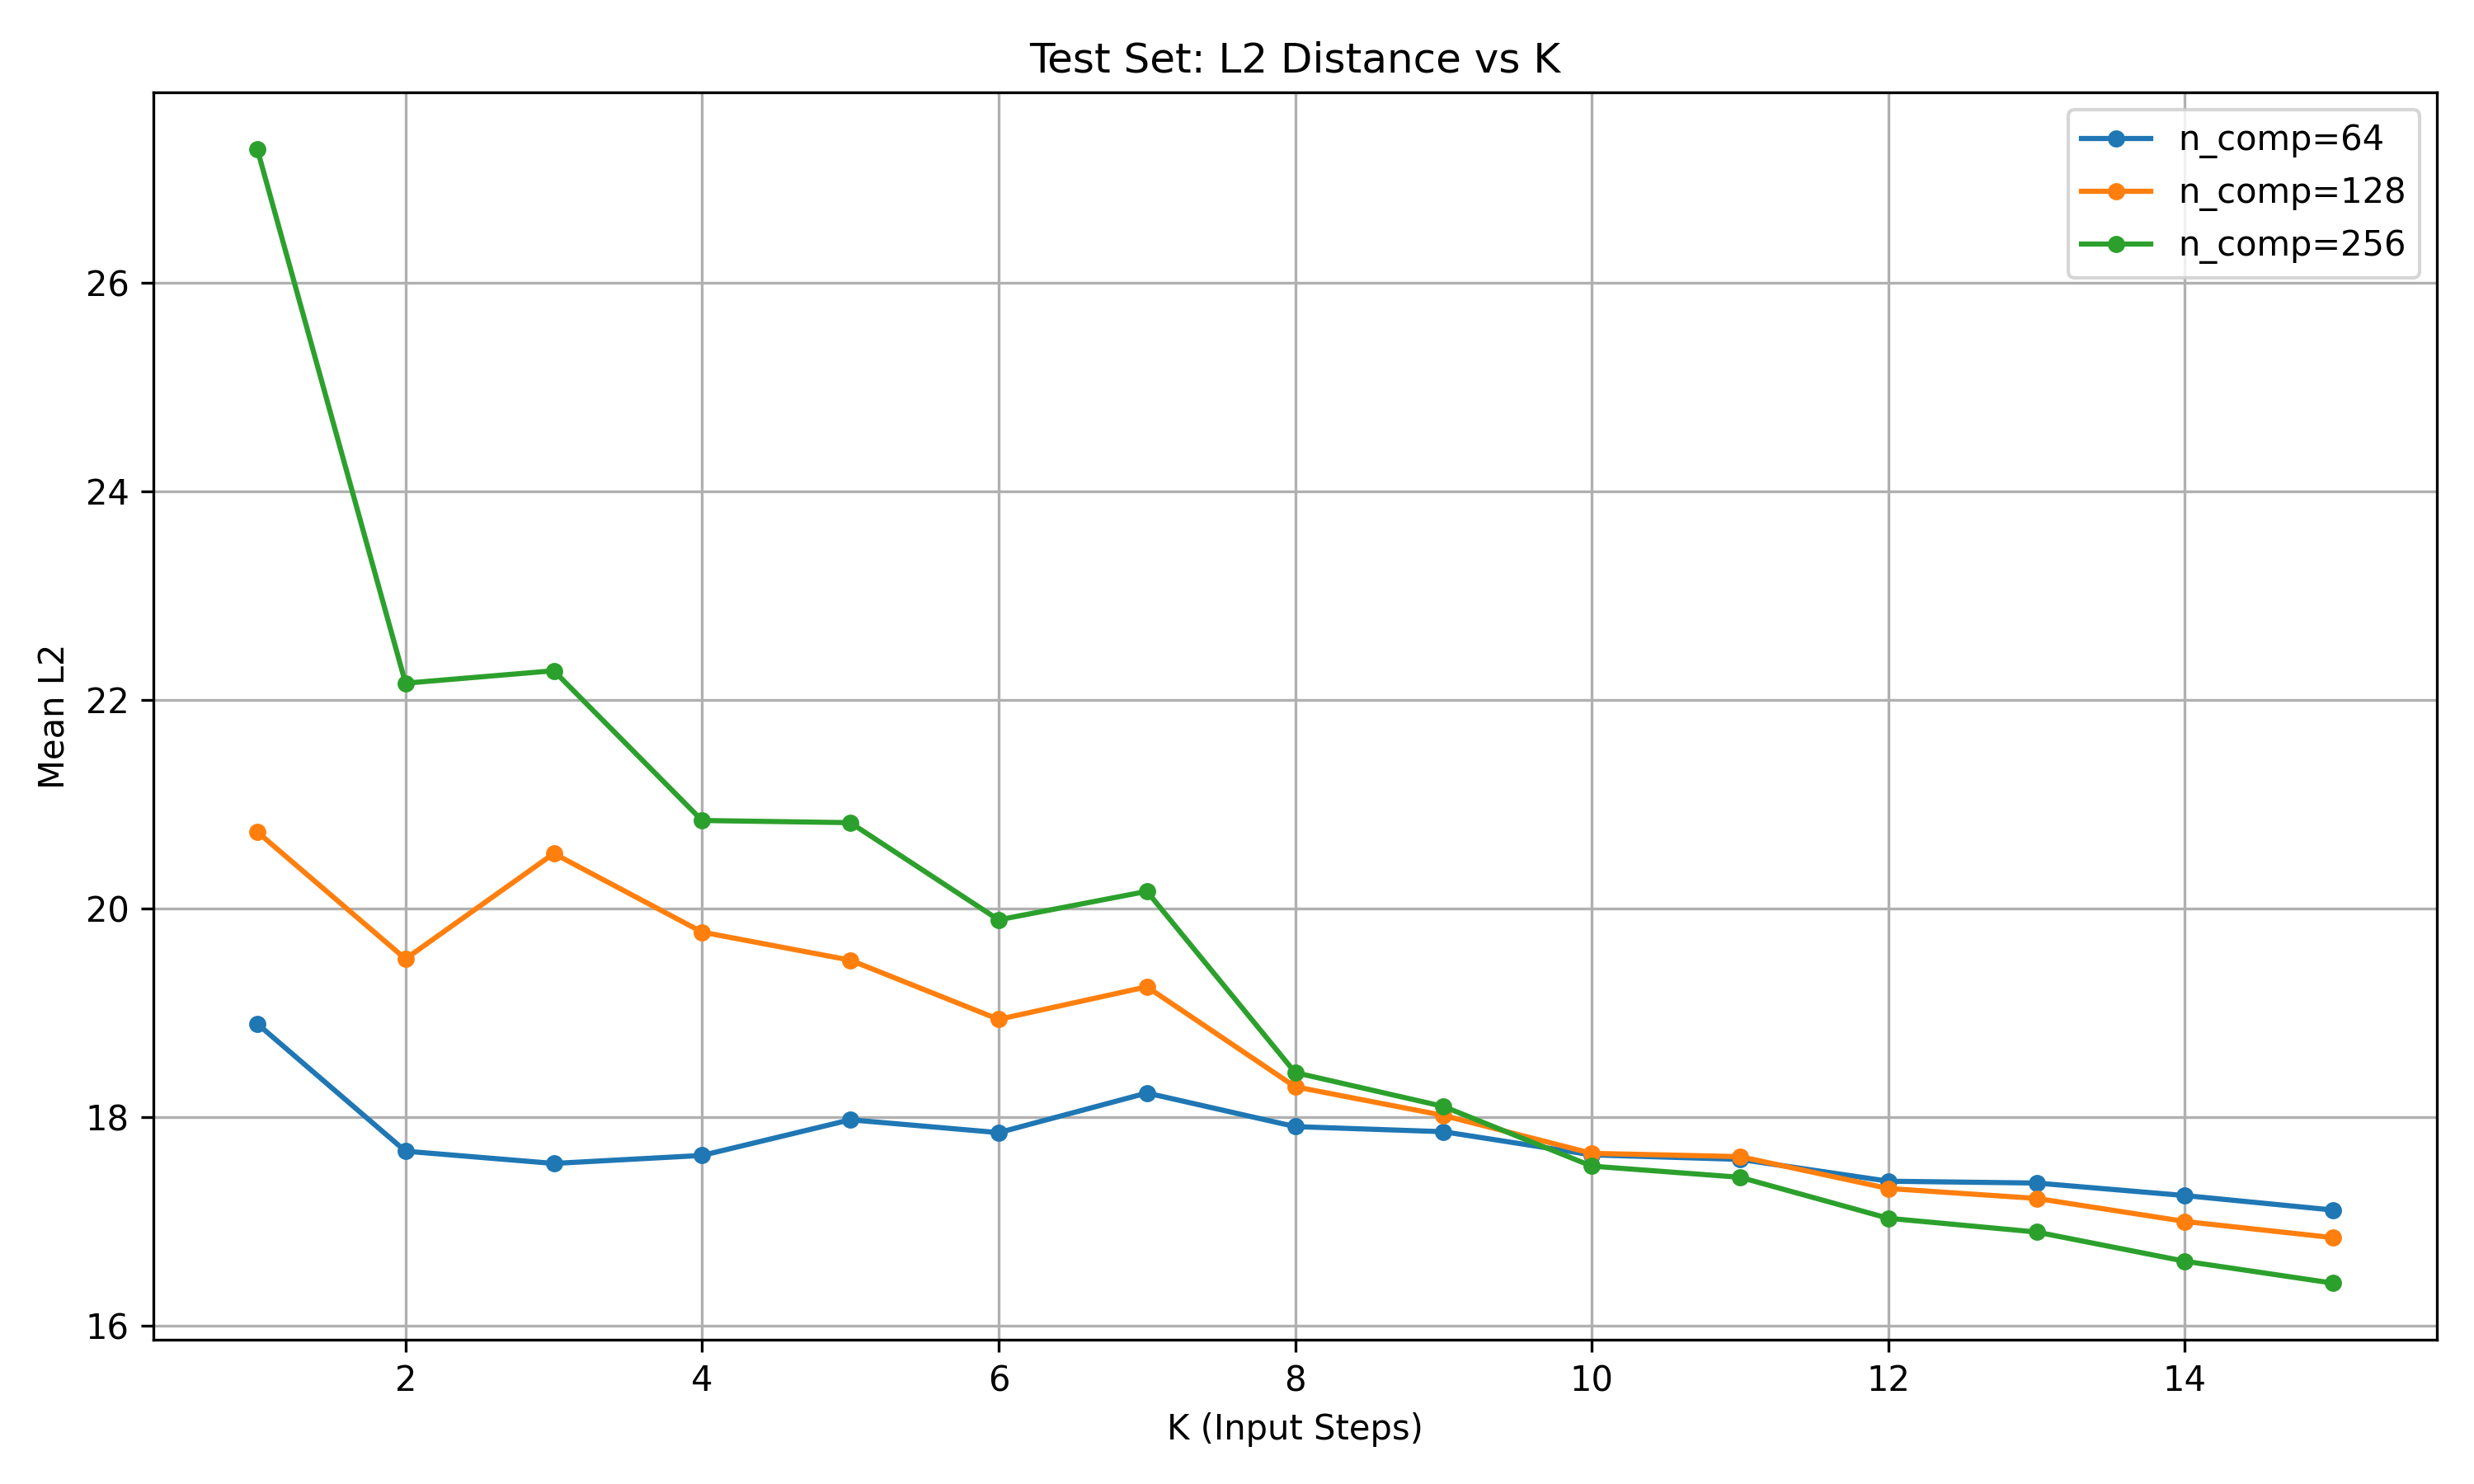 Test Set: L2 Distance vs K
n_comp=64
n_comp=128
n_comp=256
Mean L2
26
24
22
20
18
16
2 4 6 8 10 12 14
K (Input Steps)